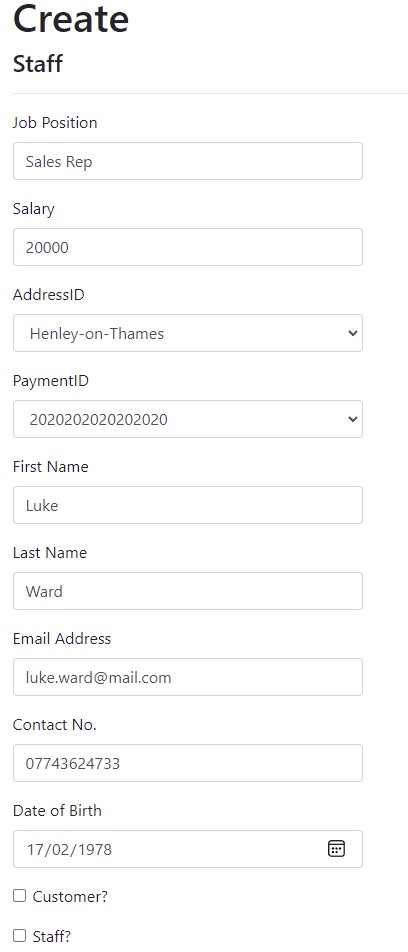 Create
Staff
Job Position
Sales Rep
Salary
20000
AddressID
Henley-on-Thames
PaymentID
2020202020202020
First Name
Luke
Last Name
Ward
Email Address
luke.ward@mail.com
Contact No.
07743624733
Date of Birth
17/02/1978
Customer?
Staff?